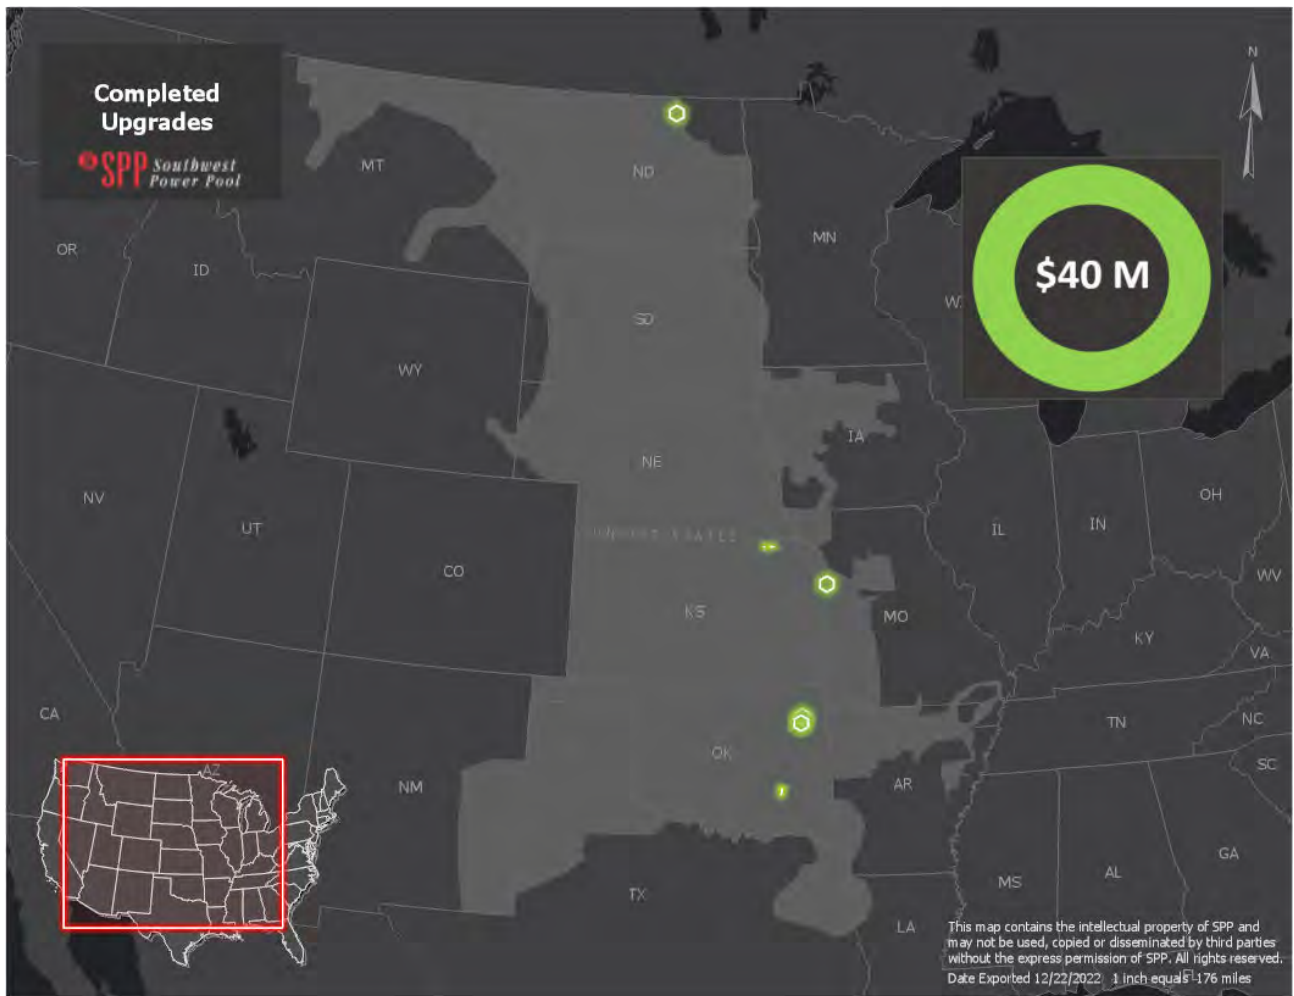 Completed
Upgrades
SPP Southwest
Power Pool
N
MT
ND
MN
OR
ID
SD
WY
IA
NE
NV
UT
CO
IL
IN
OH
WV
KS
MO
KY
VA
CA
OK
TN
NC
SC
AZ
NM
AR
TX
MS
AL
GA
LA
$40 M
This map contains the intellectual property of SPP and
may not be used, copied or disseminated by third parties
without the express permission of SPP. All rights reserved.
Date Exported 12/22/2022 1 inch equals 176 miles